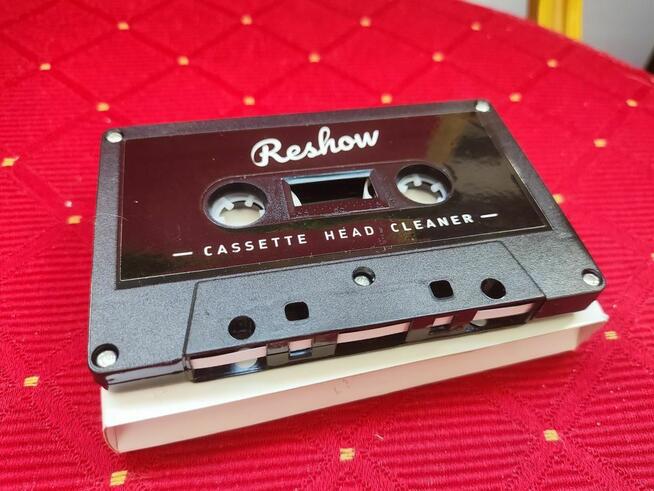 Reshow
— CASSETTE HEAD CLEANER —